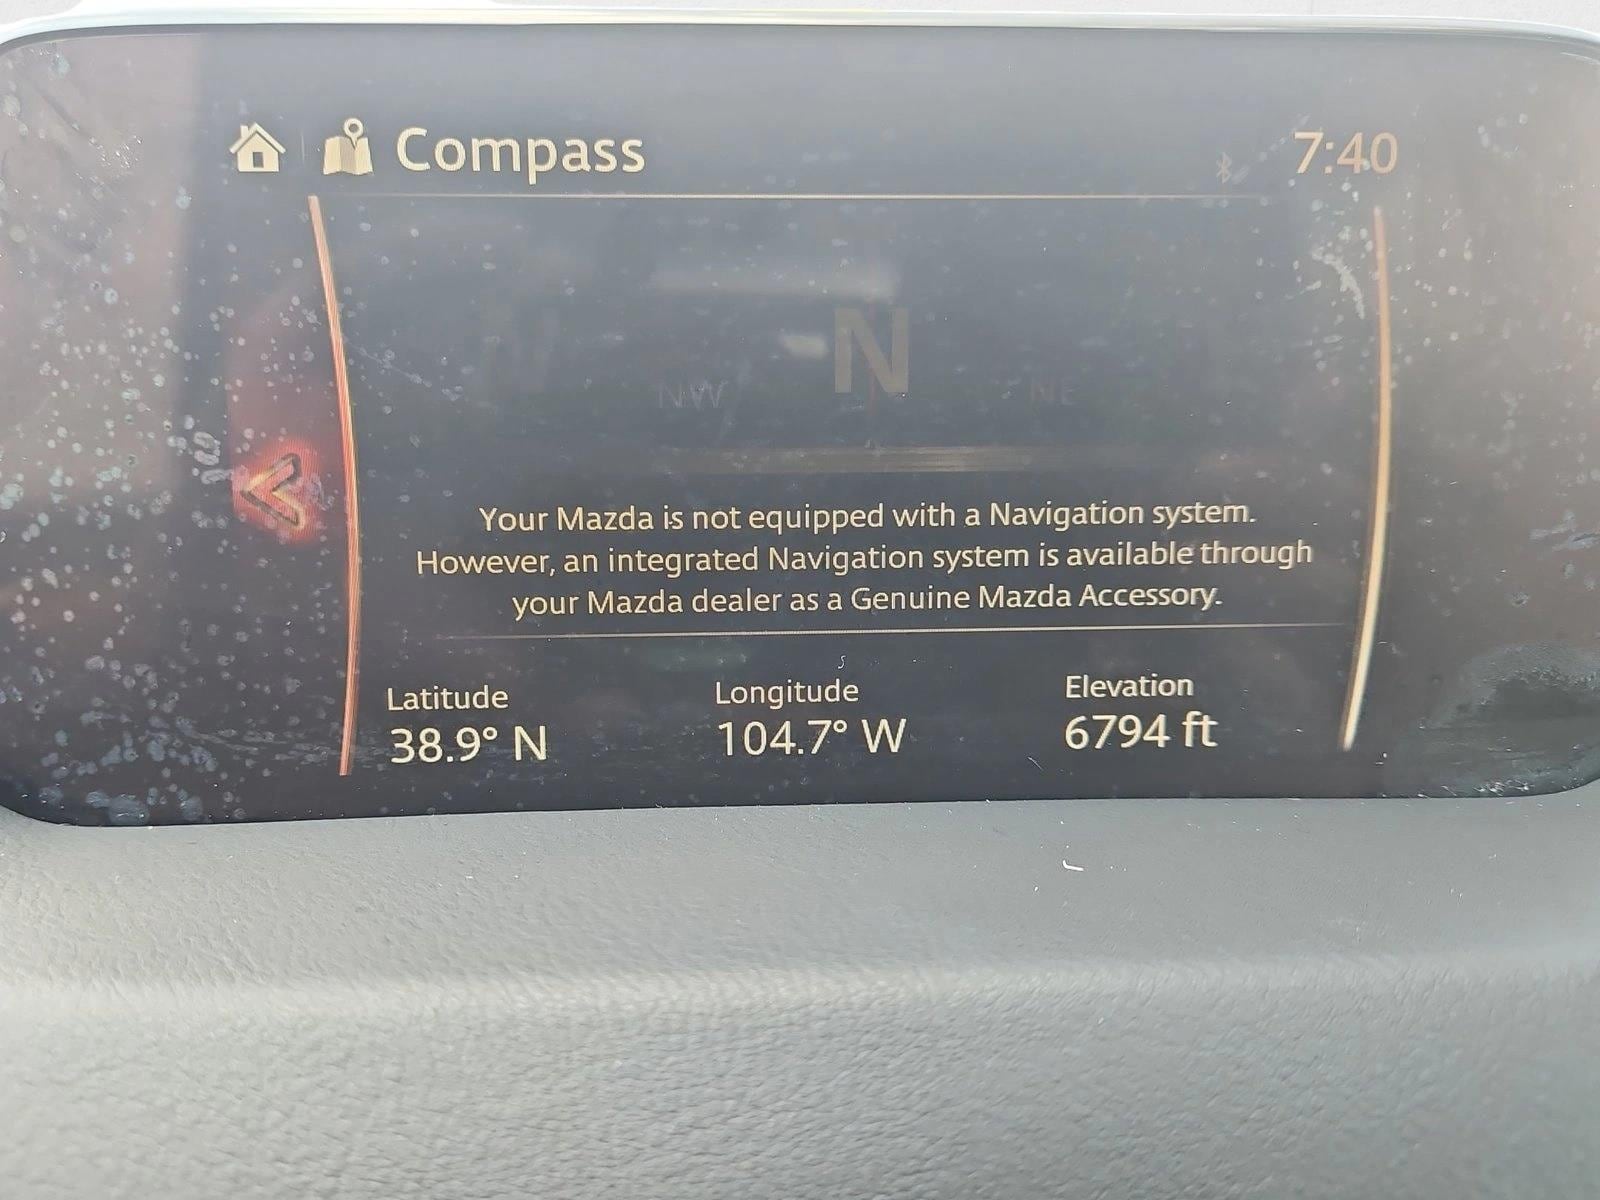 Compass
7:40
N
NW
NE
Your Mazda is not equipped with a Navigation system.
However, an integrated Navigation system is available through
your Mazda dealer as a Genuine Mazda Accessory.
Latitude
Longitude
Elevation
38.9° N
104.7° W
6794 ft